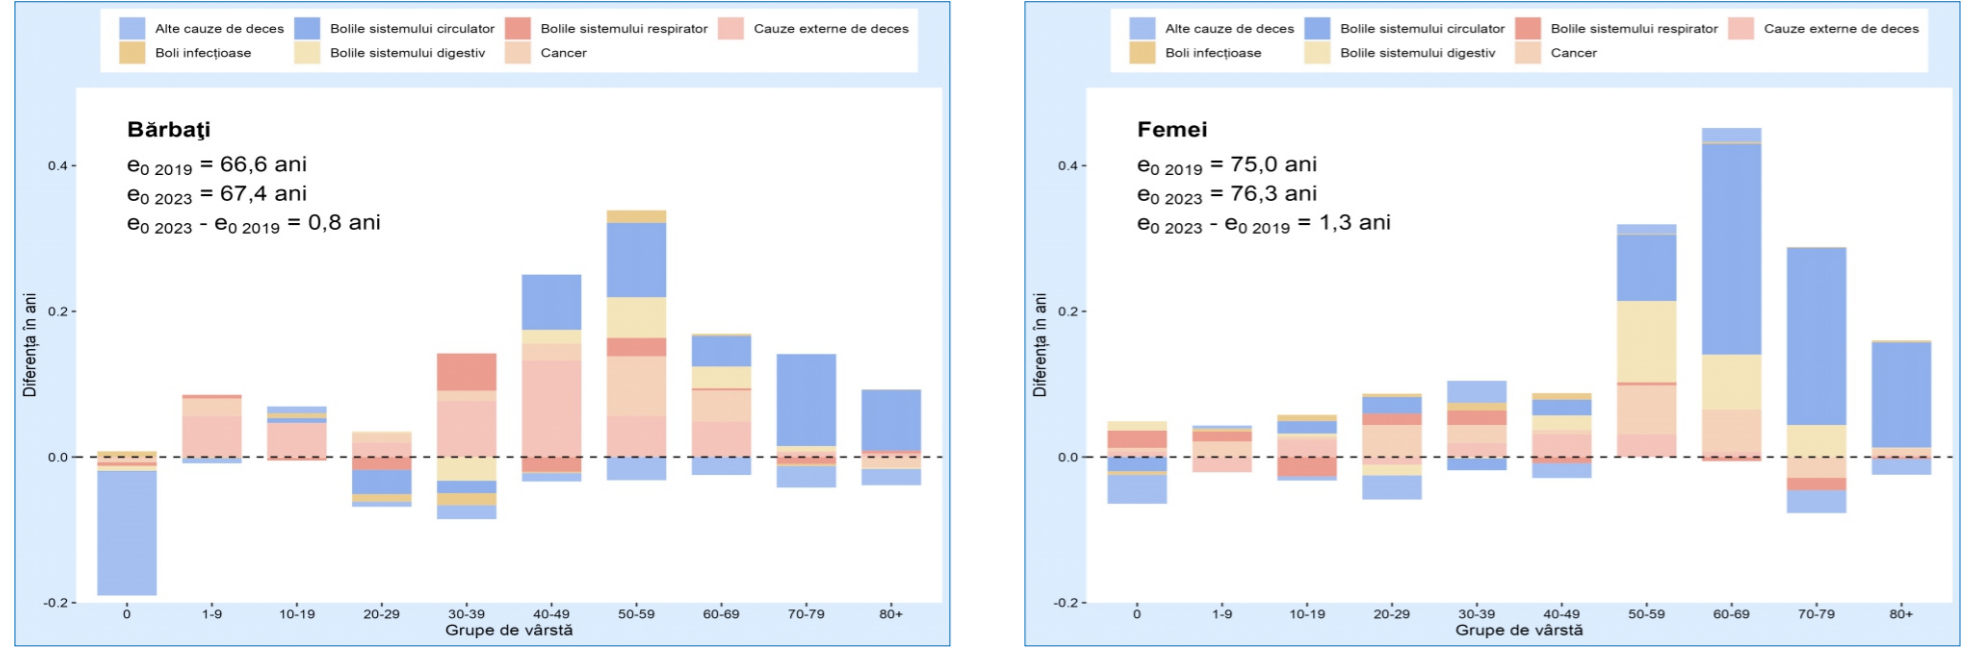 Alte cauze de deces Bolile sistemului circulator Bolile sistemului respirator Cauze externe de deces
Boli infecțioase Bolile sistemului digestiv Cancer
Bărbaţi
e0 2019 = 66,6 ani
e0 2023 = 67,4 ani
e0 2023 - e0 2019 = 0,8 ani
Diferența în ani
0.4
0.2
0.0
-0.2
0 1-9 10-19 20-29 30-39 40-49 50-59 60-69 70-79 80+
Grupe de vârstă
Alte cauze de deces Bolile sistemului circulator Bolile sistemului respirator Cauze externe de deces
Boli infecțioase Bolile sistemului digestiv Cancer
Femei
e0 2019 = 75,0 ani
e0 2023 = 76,3 ani
e0 2023 - e0 2019 = 1,3 ani
Diferența în ani
0.4
0.2
0.0
-0.2
0 1-9 10-19 20-29 30-39 40-49 50-59 60-69 70-79 80+
Grupe de vârstă